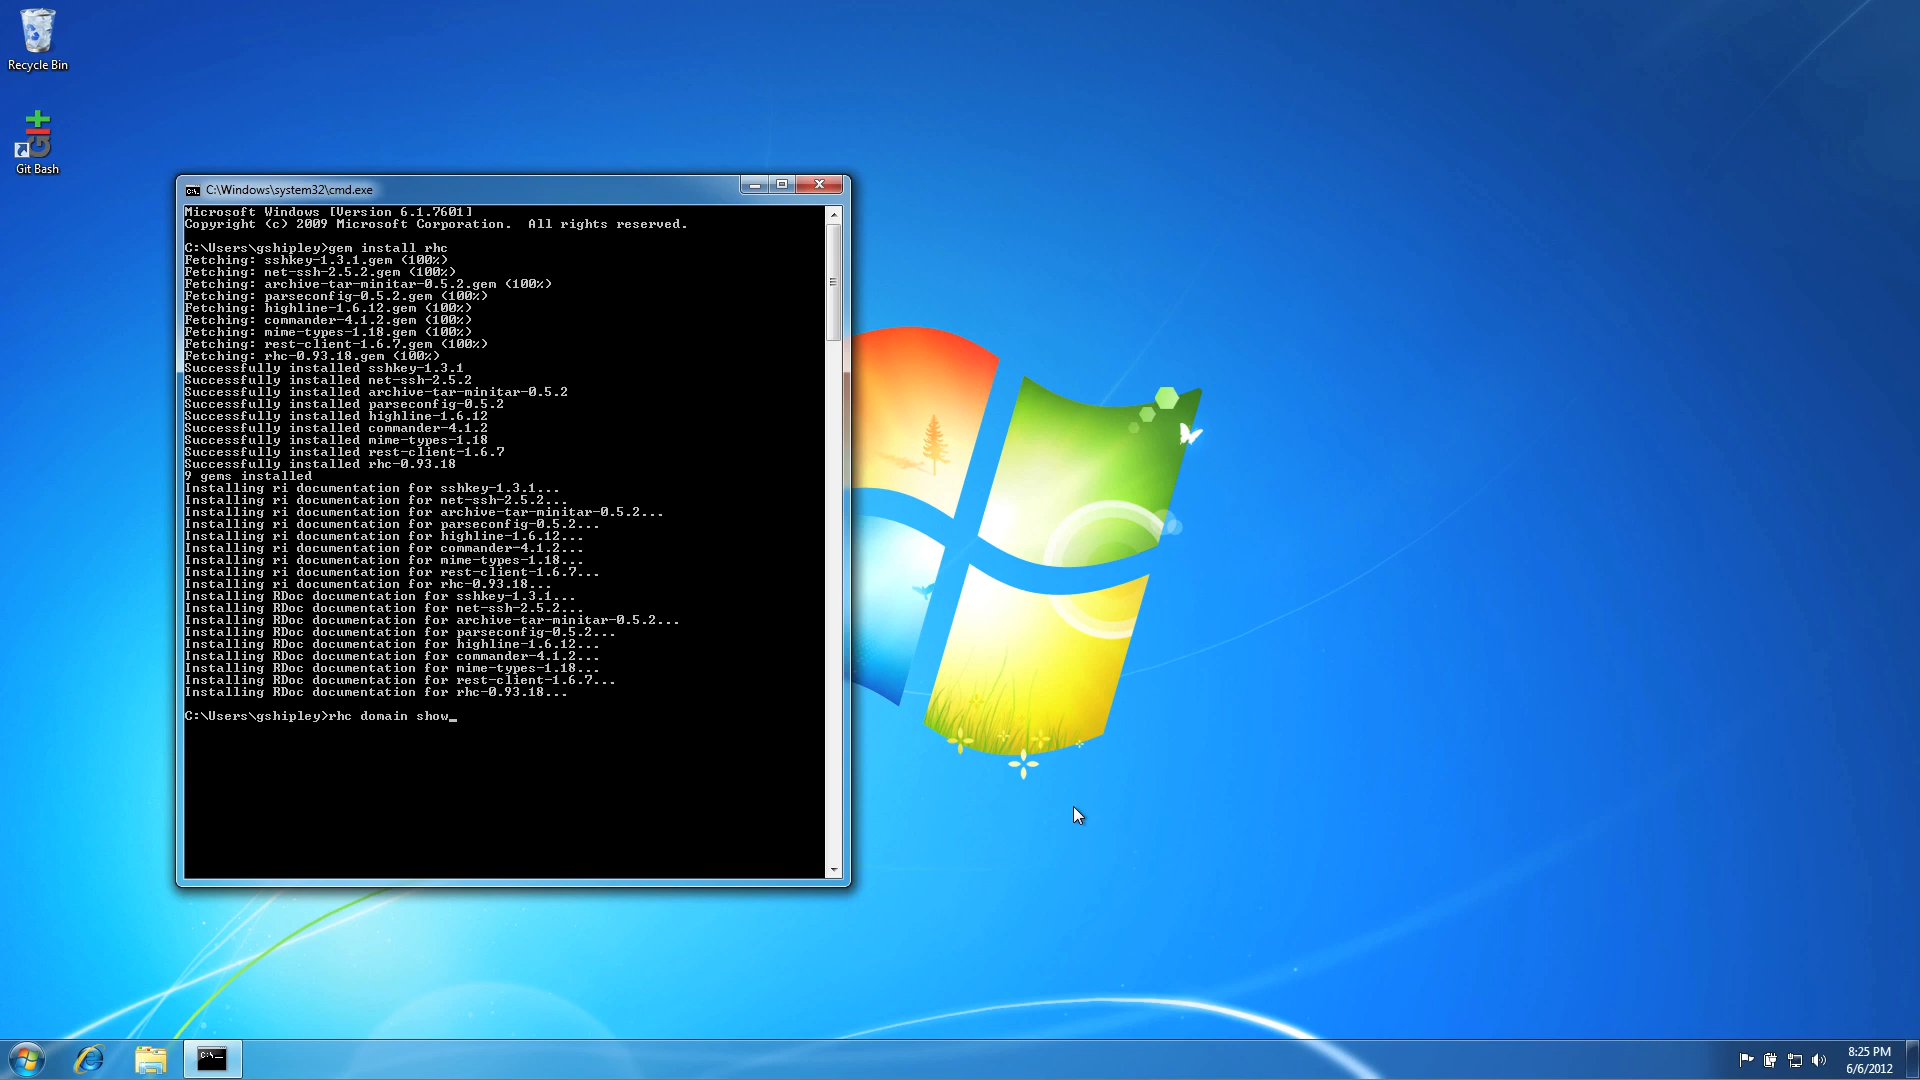 Recycle Bin
Git Bash
C:\Windows\system32\cmd.exe
Microsoft Windows [Version 6.1.7601]
Copyright (c) 2009 Microsoft Corporation.  All rights reserved.
C:\Users\gshipley>gem install rhc
Fetching: sshkey-1.3.1.gem (100%)
Fetching: net-ssh-2.5.2.gem (100%)
Fetching: archive-tar-minitar-0.5.2.gem (100%)
Fetching: parseconfig-0.5.2.gem (100%)
Fetching: highline-1.6.12.gem (100%)
Fetching: commander-4.1.2.gem (100%)
Fetching: mime-types-1.18.gem (100%)
Fetching: rest-client-1.6.7.gem (100%)
Fetching: rhc-0.93.18.gem (100%)
Successfully installed sshkey-1.3.1
Successfully installed net-ssh-2.5.2
Successfully installed archive-tar-minitar-0.5.2
Successfully installed parseconfig-0.5.2
Successfully installed highline-1.6.12
Successfully installed commander-4.1.2
Successfully installed mime-types-1.18
Successfully installed rest-client-1.6.7
Successfully installed rhc-0.93.18
9 gems installed
Installing ri documentation for sshkey-1.3.1...
Installing ri documentation for net-ssh-2.5.2...
Installing ri documentation for archive-tar-minitar-0.5.2...
Installing ri documentation for parseconfig-0.5.2...
Installing ri documentation for highline-1.6.12...
Installing ri documentation for commander-4.1.2...
Installing ri documentation for mime-types-1.18...
Installing ri documentation for rest-client-1.6.7...
Installing ri documentation for rhc-0.93.18...
Installing RDoc documentation for sshkey-1.3.1...
Installing RDoc documentation for net-ssh-2.5.2...
Installing RDoc documentation for archive-tar-minitar-0.5.2...
Installing RDoc documentation for parseconfig-0.5.2...
Installing RDoc documentation for highline-1.6.12...
Installing RDoc documentation for commander-4.1.2...
Installing RDoc documentation for mime-types-1.18...
Installing RDoc documentation for rest-client-1.6.7...
Installing RDoc documentation for rhc-0.93.18...
C:\Users\gshipley>rhc domain show_
8:25 PM
6/6/2012